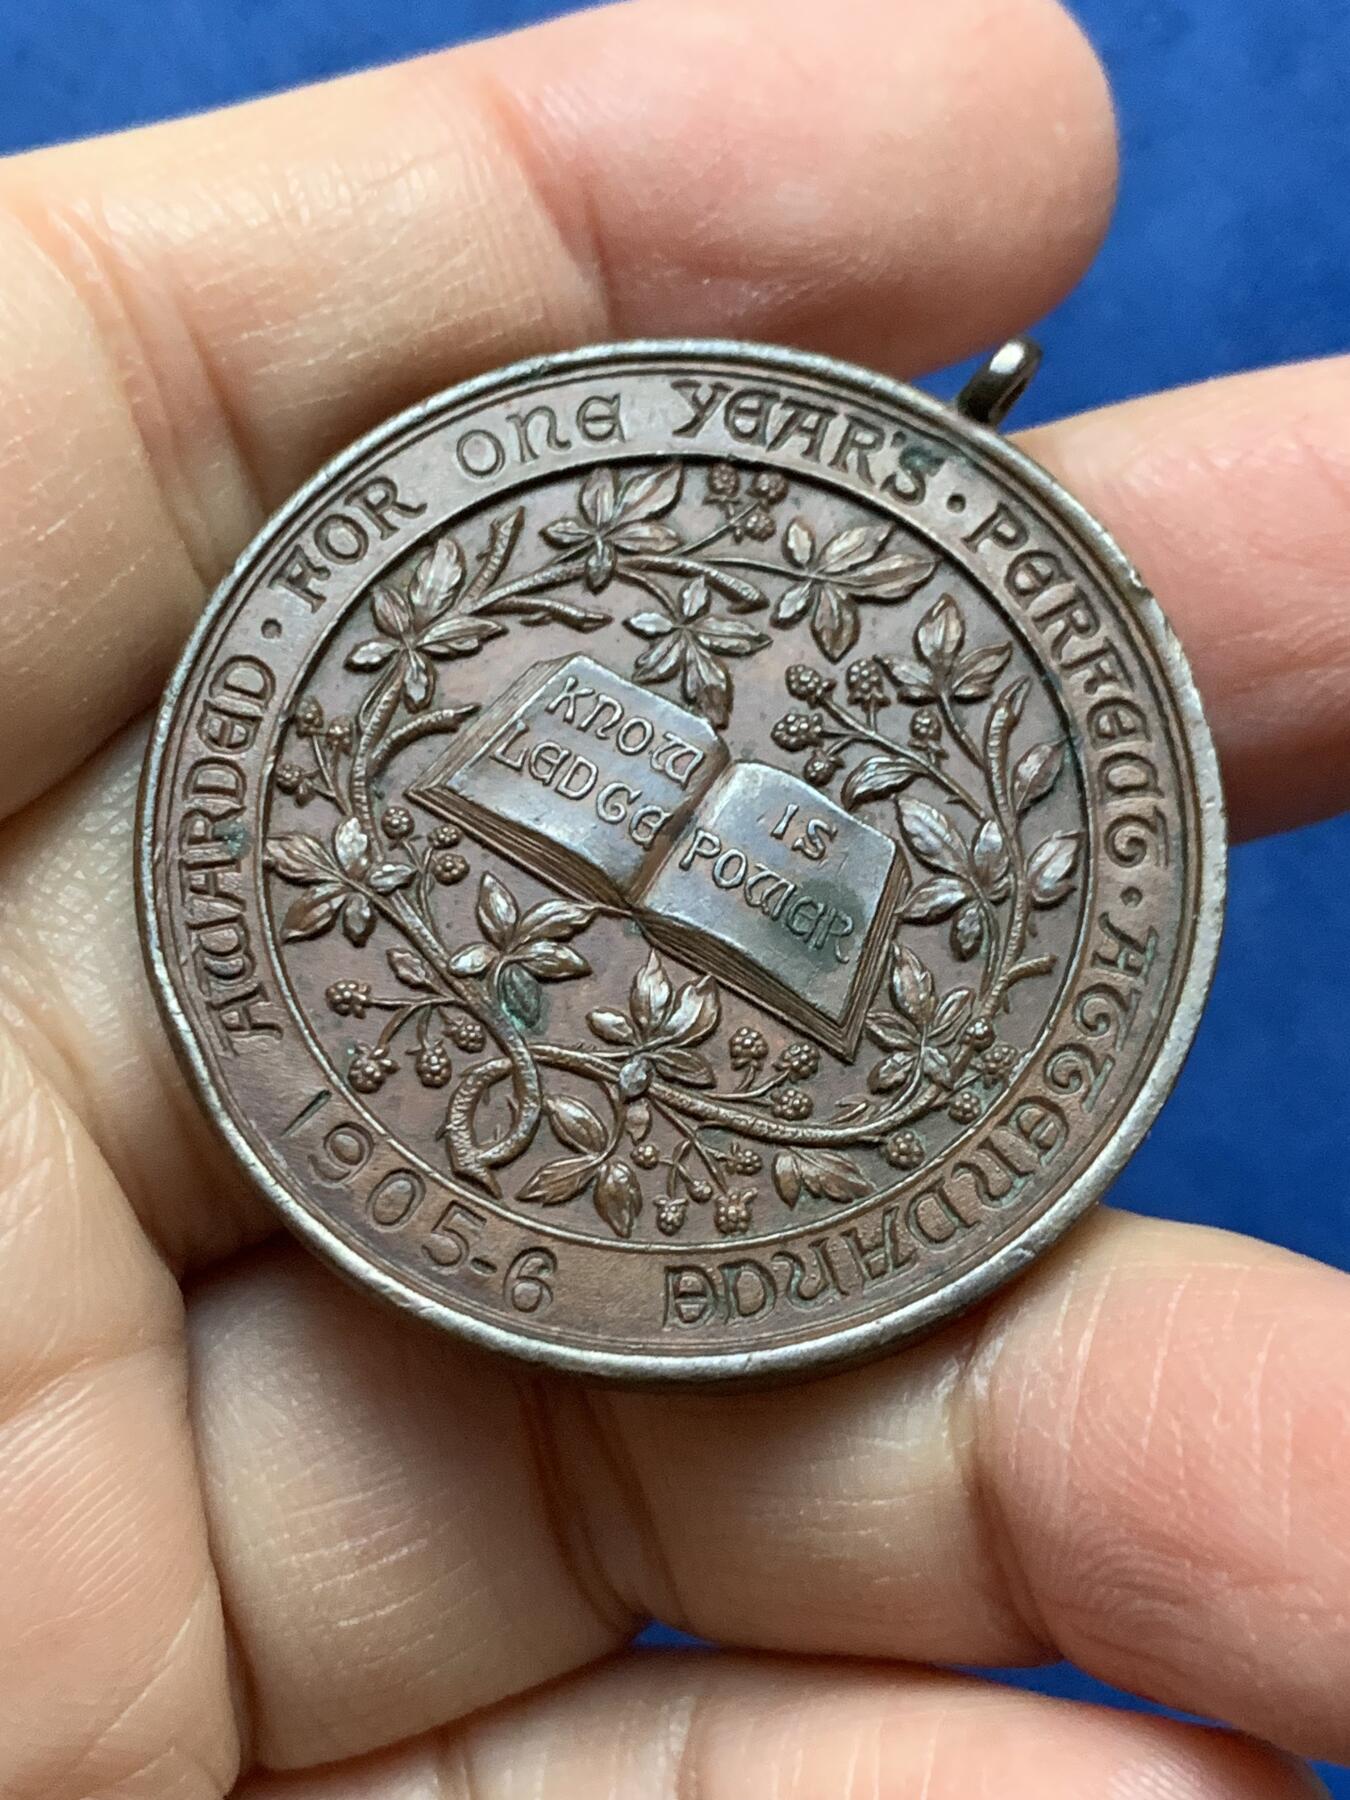 AWARDED · FOR ONE YEAR'S · PERFECT · ATTENDANCE
1905-6
KNOW
LEDGE
IS
POWER